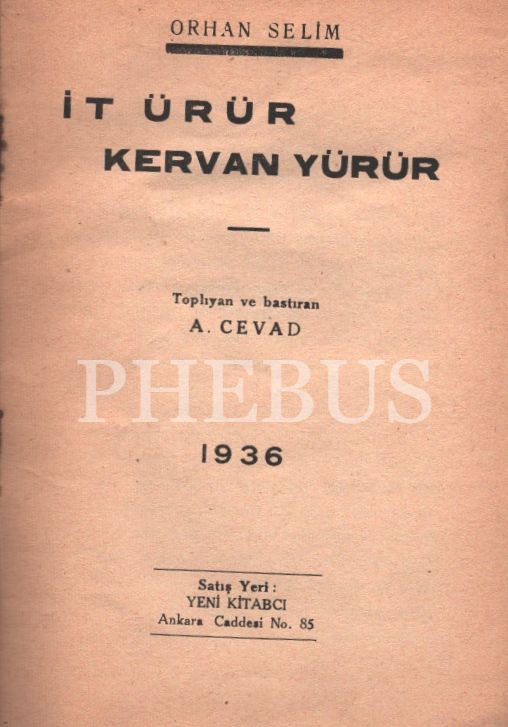 ORHAN SELİM
İT ÜRÜR
KERVAN YÜRÜR
Toplıyan ve bastıran
A. CEVAD
PHEBUS
1936
Satış Yeri :
YENİ KİTABCI
Ankara Caddesi No. 85